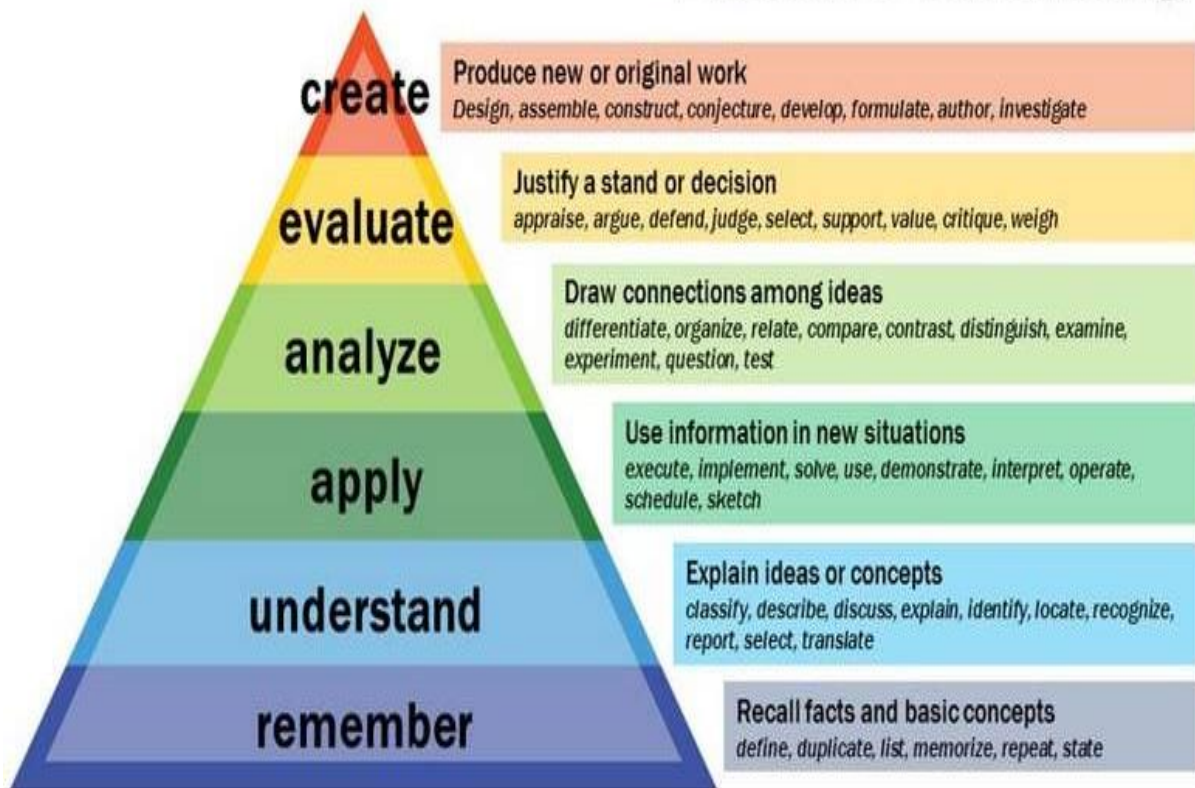 create
Produce new or original work
Design, assemble, construct, conjecture, develop, formulate, author, investigate
evaluate
Justify a stand or decision
appraise, argue, defend, judge, select, support, value, critique, weigh
analyze
Draw connections among ideas
differentiate, organize, relate, compare, contrast, distinguish, examine,
experiment, question, test
apply
Use information in new situations
execute, implement, solve, use, demonstrate, interpret, operate,
schedule, sketch
understand
Explain ideas or concepts
classify, describe, discuss, explain, identify, locate, recognize,
report, select, translate
remember
Recall facts and basic concepts
define, duplicate, list, memorize, repeat, state